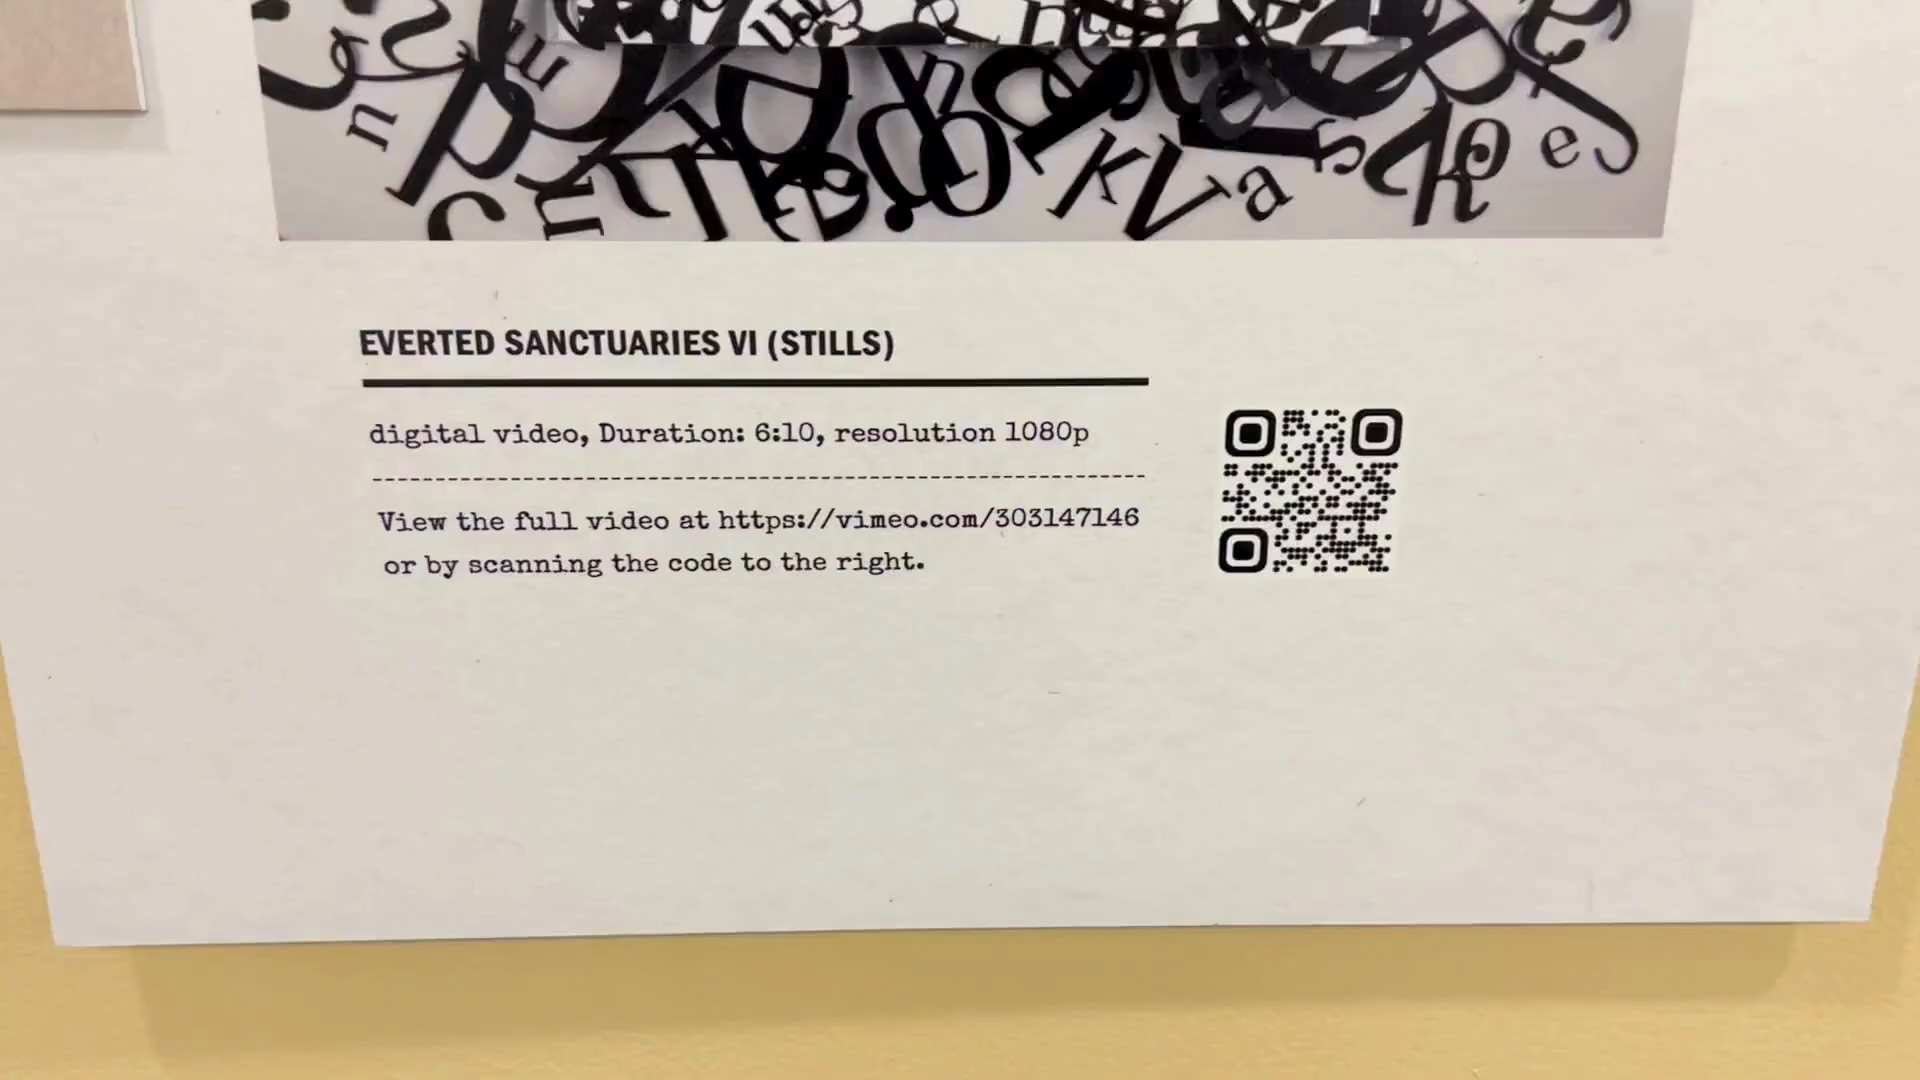 EVERTED SANCTUARIES VI (STILLS)
digital video, Duration: 6:10, resolution 1080p
View the full video at https://vimeo.com/303147146
or by scanning the code to the right.